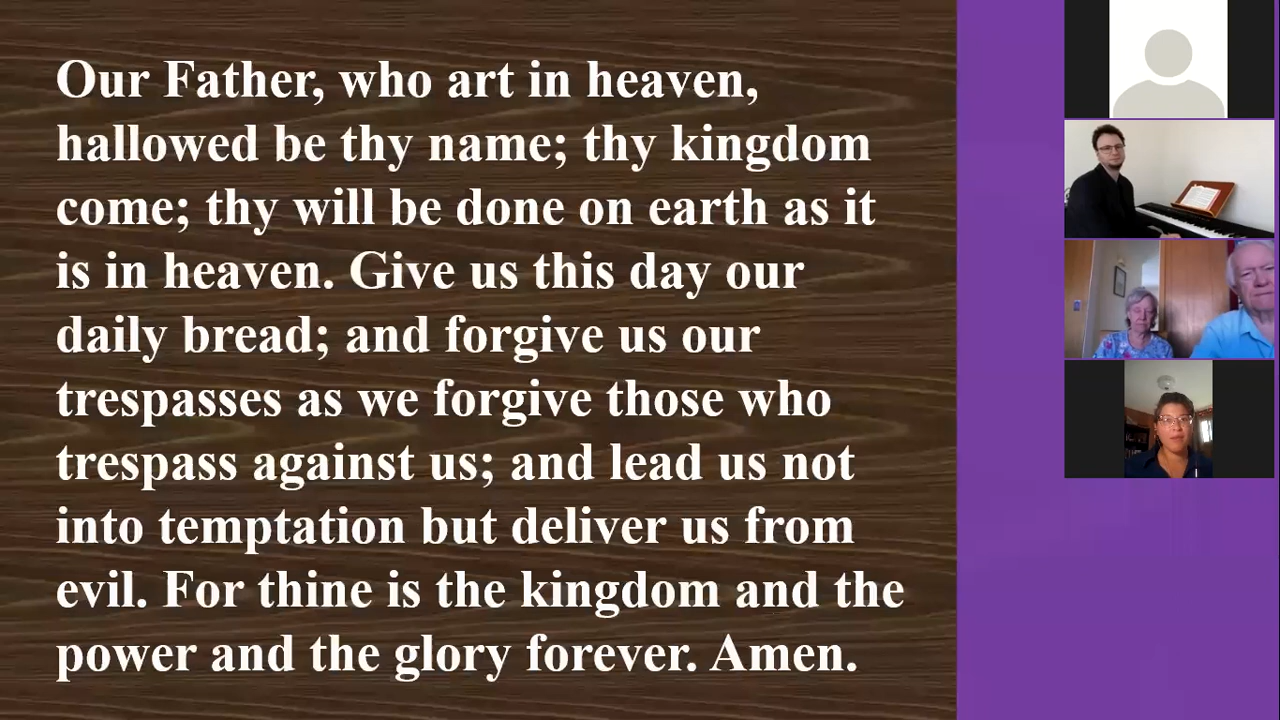 Our Father, who art in heaven,
hallowed be thy name; thy kingdom
come; thy will be done on earth as it
is in heaven. Give us this day our
daily bread; and forgive us our
trespasses as we forgive those who
trespass against us; and lead us not
into temptation but deliver us from
evil. For thine is the kingdom and the
power and the glory forever. Amen.